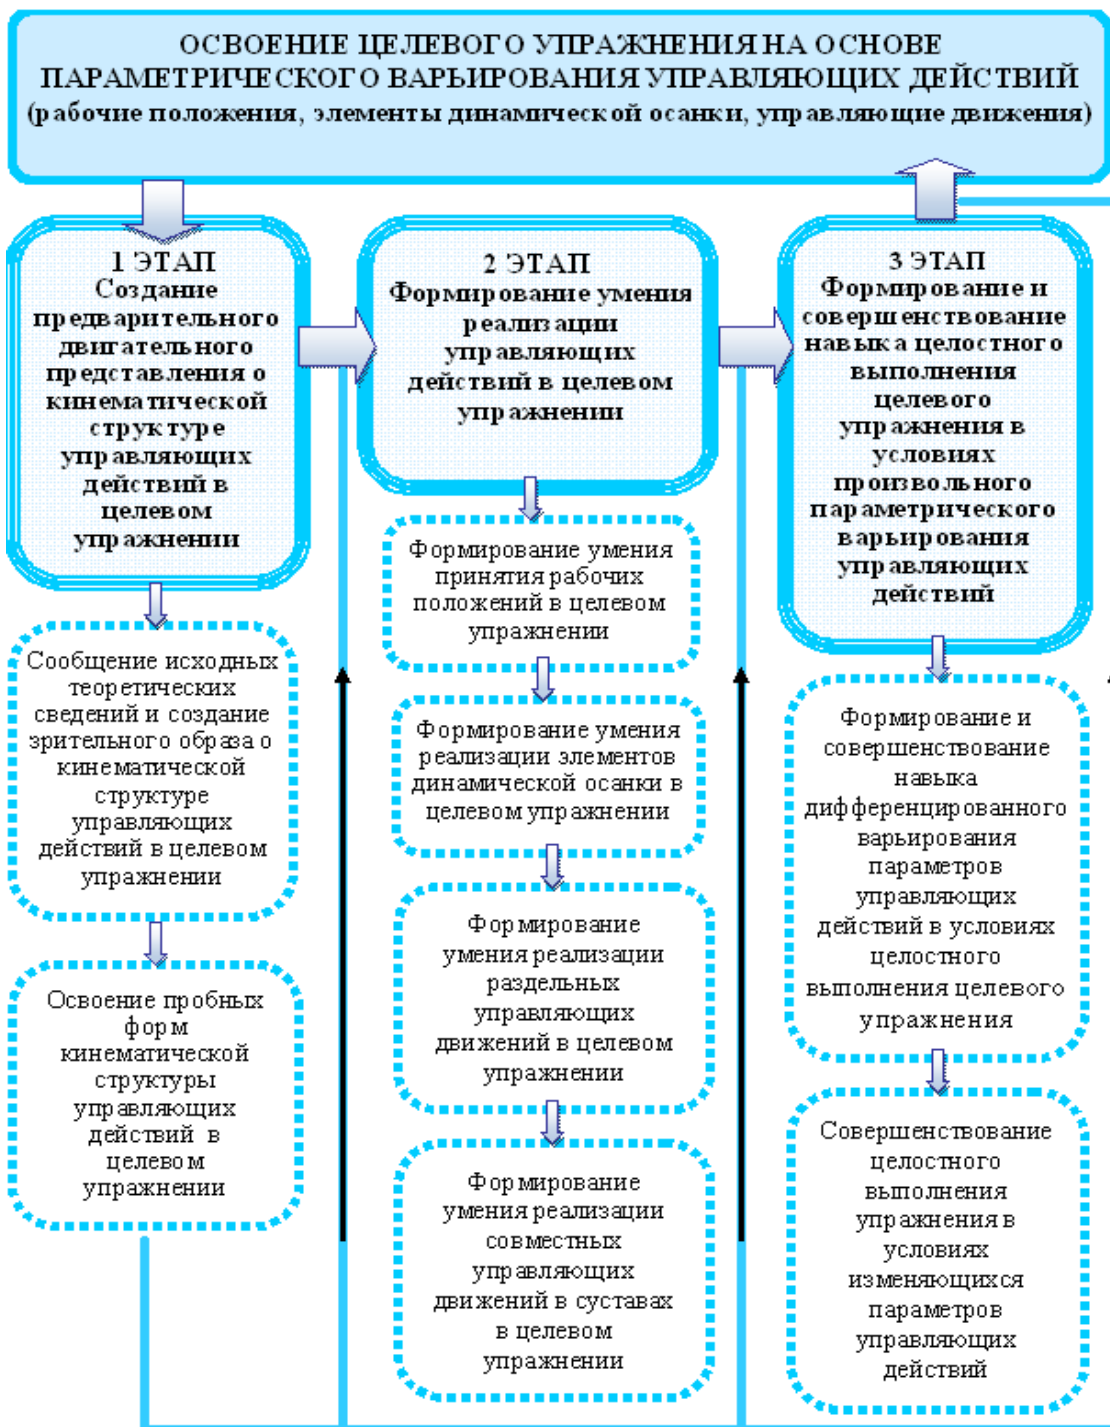 ОСВОЕНИЕ ЦЕЛЕВОГО УПРАЖНЕНИЯ НА ОСНОВЕ
ПАРАМЕТРИЧЕСКОГО ВАРЬИРОВАНИЯ УПРАВЛЯЮЩИХ ДЕЙСТВИЙ
(рабочие положения, элементы динамической осанки, управляющие движения)
1 ЭТАП
Создание
предварительного
двигательного
представления о
кинематической
структуре
управляющих
действий в
целевом
упражнении
Сообщение исходных
теоретических
сведений и создание
зрительного образа о
кинематической
структуре
управляющих
действий в целевом
упражнении
Освоение пробных
форм
кинематической
структуры
управляющих
действий в
целевом
упражнении
2 ЭТАП
Формирование умения
реализации
управляющих
действий в целевом
упражнении
Формирование умения
принятия рабочих
положений в целевом
упражнении
Формирование умения
реализации элементов
динамической осанки в
целевом упражнении
Формирование
умения реализации
раздельных
управляющих
движений в целевом
упражнении
Формирование
умения реализации
совместных
управляющих
движений в суставах
в целевом
упражнении
3 ЭТАП
Формирование и
совершенствование
навыка целостного
выполнения
целевого
упражнения в
условиях
произвольного
параметрического
варьирования
управляющих
действий
Формирование и
совершенствование
навыка
дифференцированного
варьирования
параметров
управляющих
действий в условиях
целостного
выполнения целевого
упражнения
Совершенствование
целостного
выполнения
упражнения в
условиях
изменяющихся
параметров
управляющих
действий